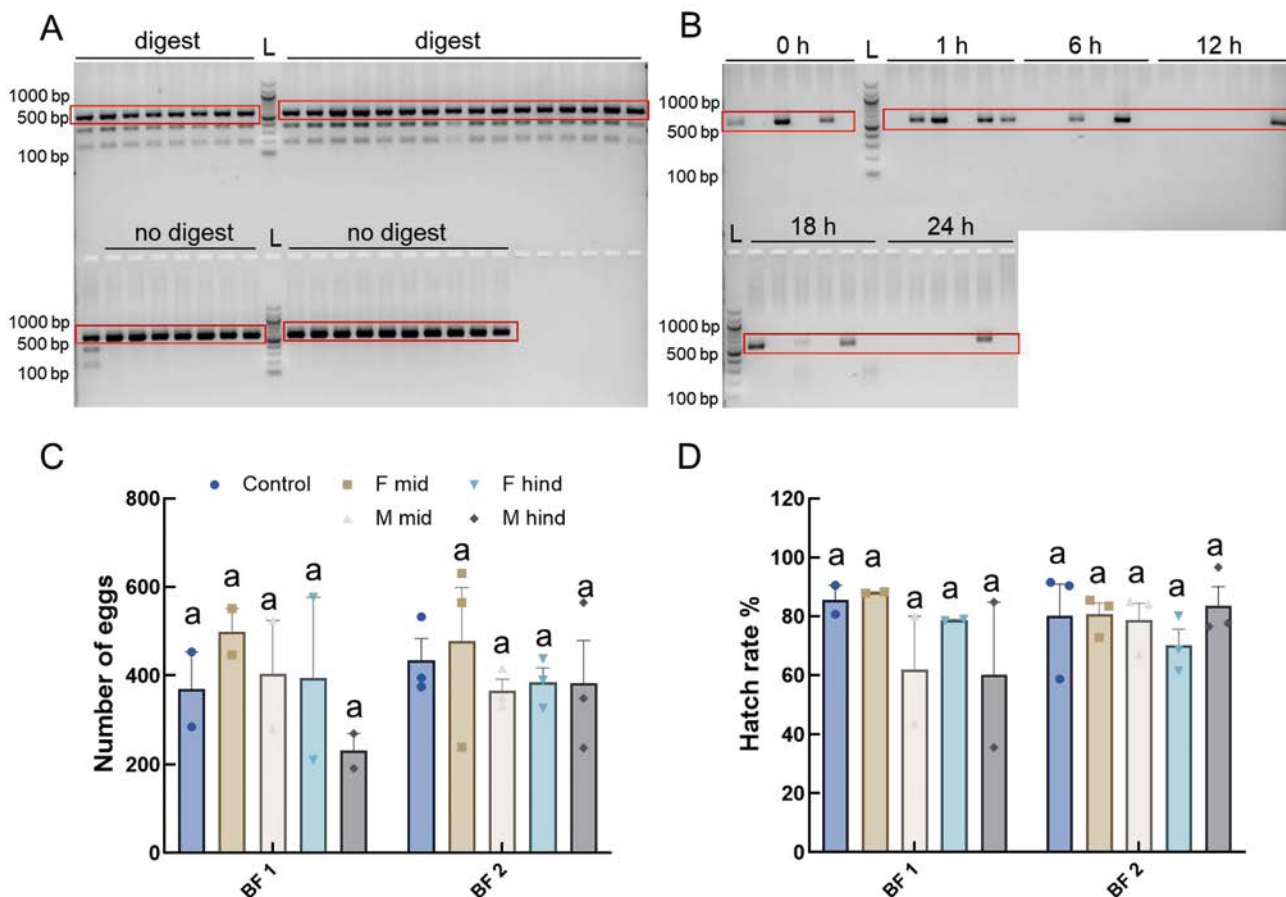 A
digest L digest
1000 bp
500 bp
100 bp
no digest L no digest
1000 bp
500 bp
100 bp
B
0 h L 1 h 6 h 12 h
1000 bp
500 bp
100 bp
L 18 h 24 h
1000 bp
500 bp
100 bp
C
Control F mid F hind
M mid M hind
Number of eggs
800
600
400
200
0
a a a a a a a a a a
BF 1 BF 2
D
Hatch rate %
120
100
80
60
40
20
0
a a a a a a a a a a
BF 1 BF 2